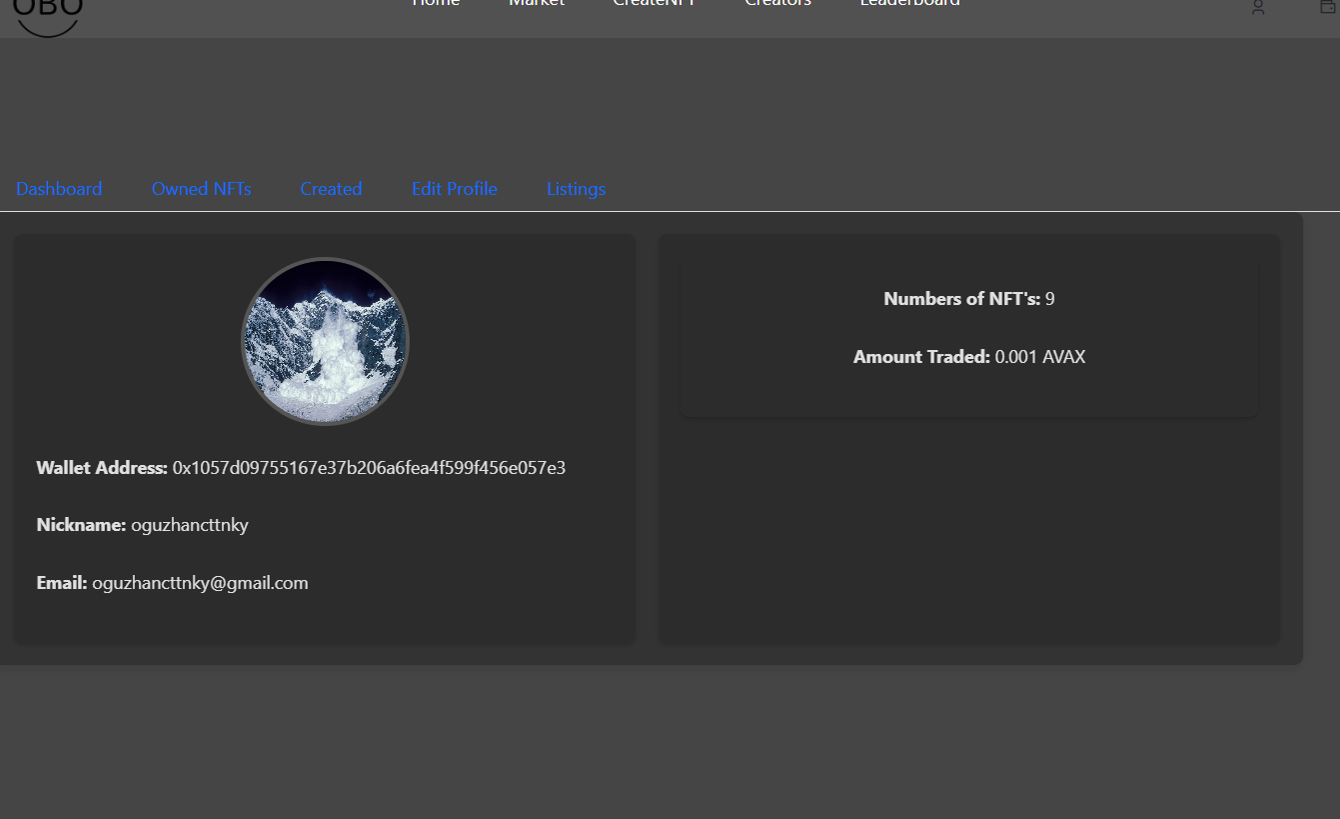 OBO
Home Market CreateNFT Creators Leaderboard
Dashboard Owned NFTs Created Edit Profile Listings
Numbers of NFT's: 9
Amount Traded: 0.001 AVAX
Wallet Address: 0x1057d09755167e37b206a6fea4f599f456e057e3
Nickname: oguzhancttnky
Email: oguzhancttnky@gmail.com